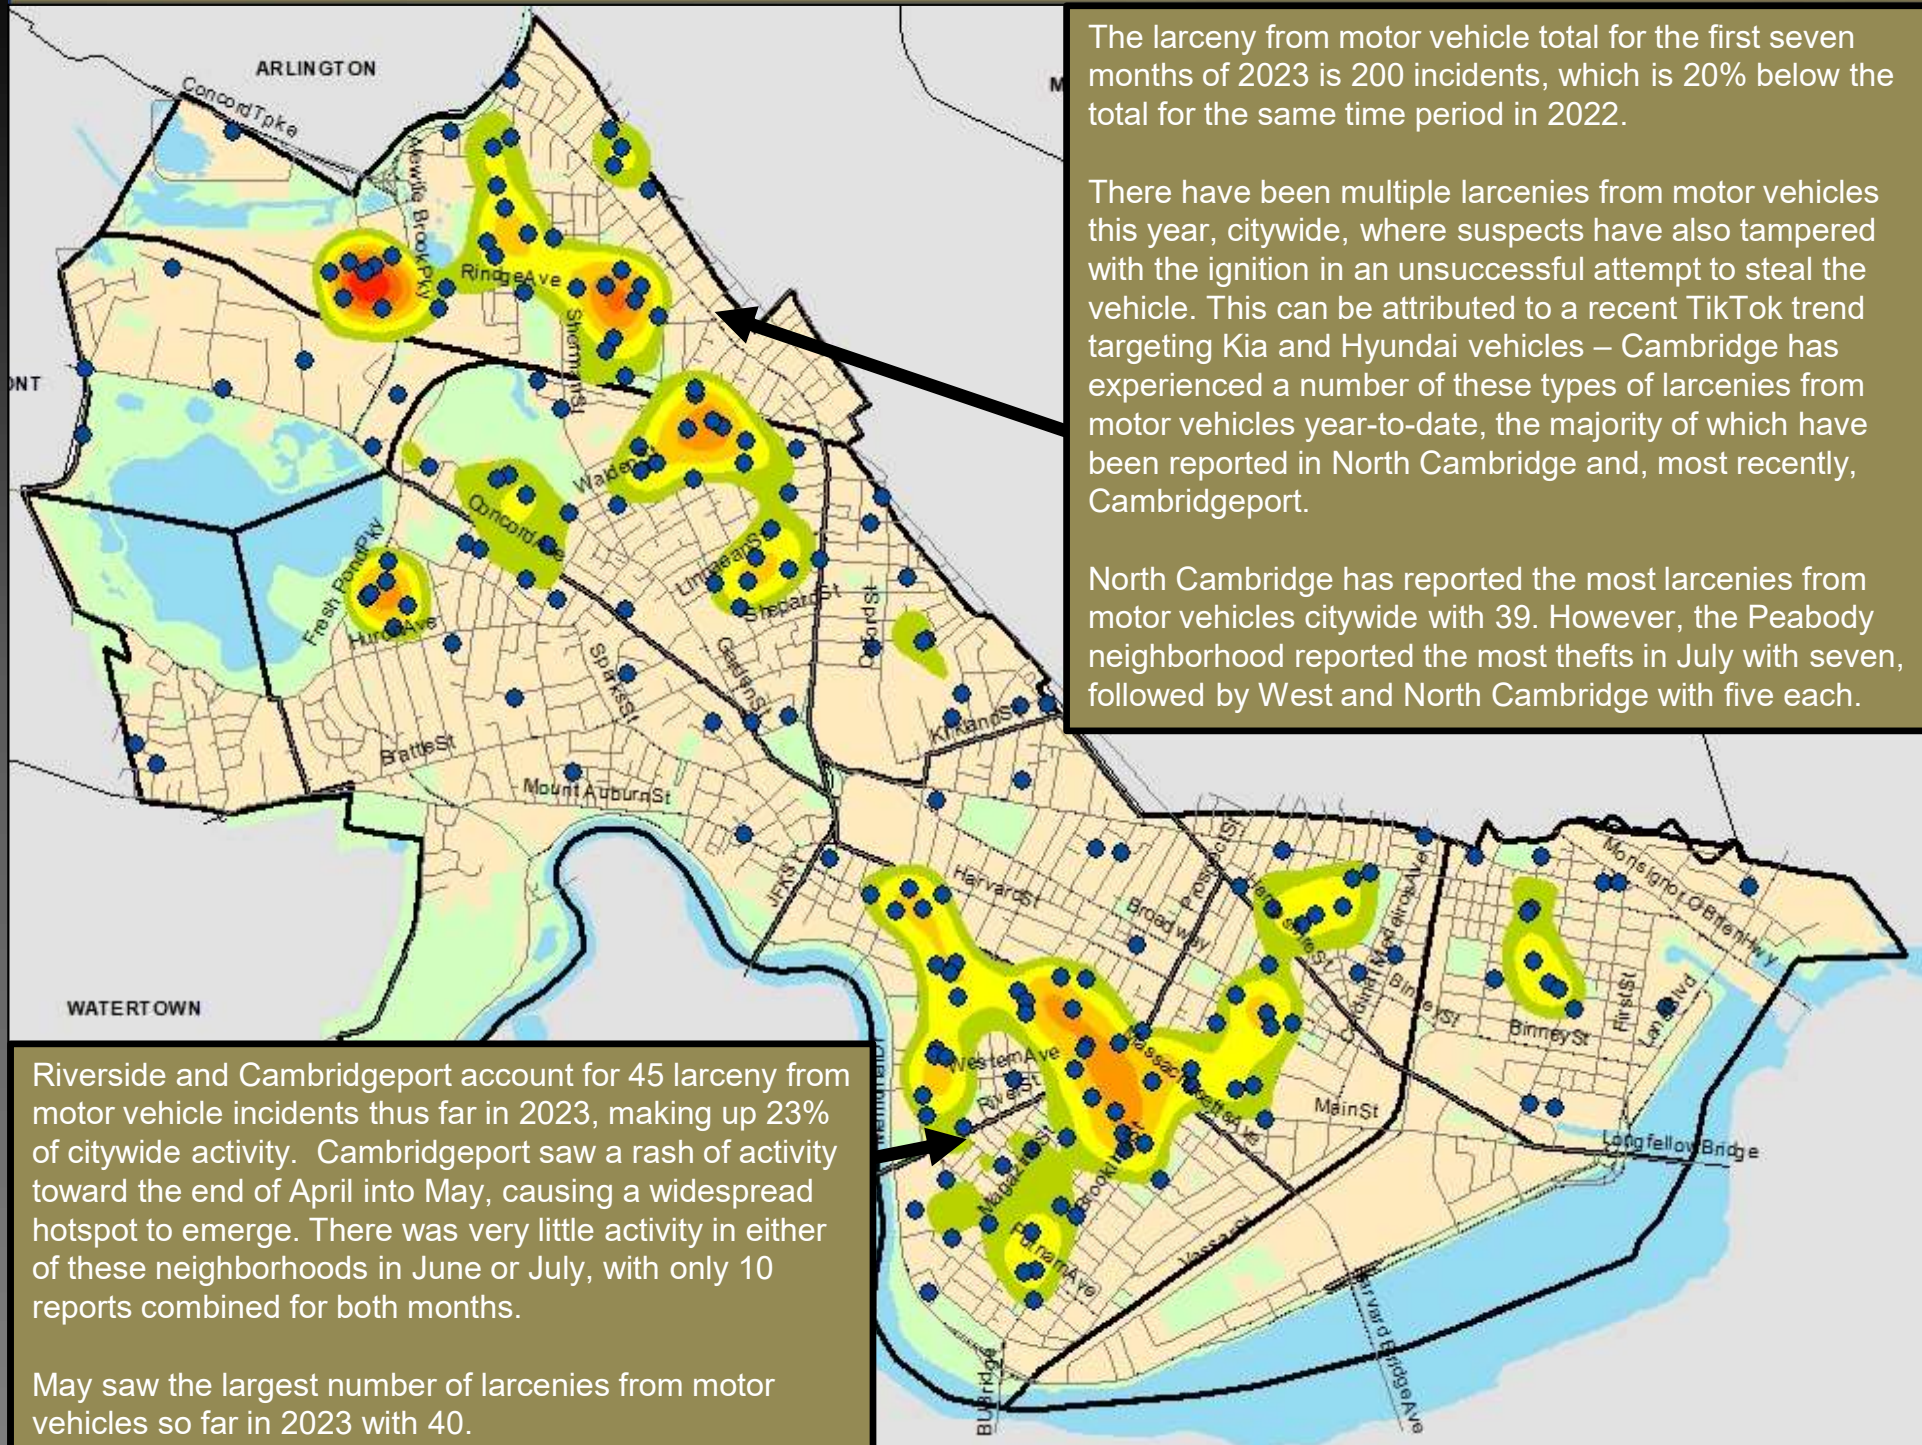 ARLINGTON
Concord Tpke
M
The larceny from motor vehicle total for the first seven
months of 2023 is 200 incidents, which is 20% below the
total for the same time period in 2022.
There have been multiple larcenies from motor vehicles
this year, citywide, where suspects have also tampered
with the ignition in an unsuccessful attempt to steal the
vehicle. This can be attributed to a recent TikTok trend
targeting Kia and Hyundai vehicles – Cambridge has
experienced a number of these types of larcenies from
motor vehicles year-to-date, the majority of which have
been reported in North Cambridge and, most recently,
Cambridgeport.
North Cambridge has reported the most larcenies from
motor vehicles citywide with 39. However, the Peabody
neighborhood reported the most thefts in July with seven,
followed by West and North Cambridge with five each.
Alewife Brook Pky
Rindge Ave
Sherman St
ONT
Walden St
Concord Ave
Linnaean St
Shepard St
Oxford St
Fresh Pond Pky
Huron Ave
Sparks St
Garden St
Kirkland St
Brattle St
Mount Auburn St
JFK St
Harvard St
Broadway
Prospect St
Hampshire St
Cardinal Medeiros Ave
Monsignor O'Brien Hwy
Binney St
Binney St
First St
Land Blvd
WATERTOWN
Memorial Dr
Western Ave
River St
Massachusetts Ave
Main St
Longfellow Bridge
Magazine St
Brookline St
Putnam Ave
Vassar St
BU Bridge
Harvard Bridge Ave
Riverside and Cambridgeport account for 45 larceny from
motor vehicle incidents thus far in 2023, making up 23%
of citywide activity.  Cambridgeport saw a rash of activity
toward the end of April into May, causing a widespread
hotspot to emerge. There was very little activity in either
of these neighborhoods in June or July, with only 10
reports combined for both months.
May saw the largest number of larcenies from motor
vehicles so far in 2023 with 40.